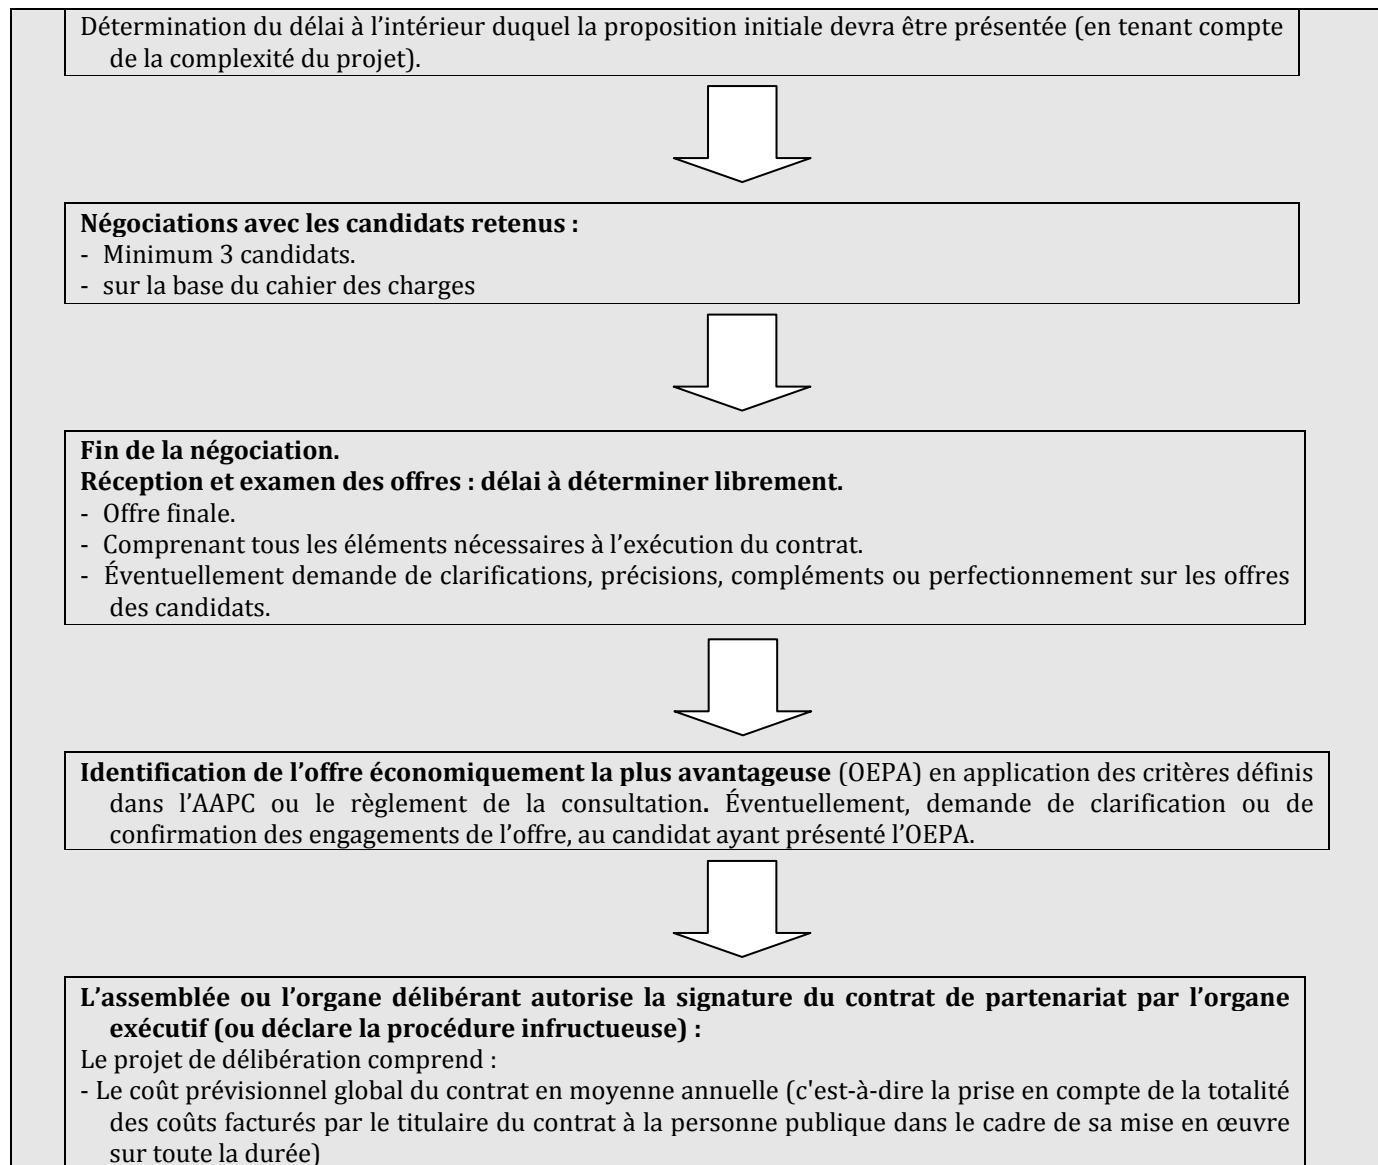 Détermination du délai à l’intérieur duquel la proposition initiale devra être présentée (en tenant compte
de la complexité du projet).
Négociations avec les candidats retenus :
- Minimum 3 candidats.
- sur la base du cahier des charges
Fin de la négociation.
Réception et examen des offres : délai à déterminer librement.
- Offre finale.
- Comprenant tous les éléments nécessaires à l’exécution du contrat.
- Éventuellement demande de clarifications, précisions, compléments ou perfectionnement sur les offres
des candidats.
Identification de l’offre économiquement la plus avantageuse (OEPA) en application des critères définis
dans l’AAPC ou le règlement de la consultation. Éventuellement, demande de clarification ou de
confirmation des engagements de l’offre, au candidat ayant présenté l’OEPA.
L’assemblée ou l’organe délibérant autorise la signature du contrat de partenariat par l’organe
exécutif (ou déclare la procédure infructueuse) :
Le projet de délibération comprend :
- Le coût prévisionnel global du contrat en moyenne annuelle (c'est-à-dire la prise en compte de la totalité
des coûts facturés par le titulaire du contrat à la personne publique dans le cadre de sa mise en œuvre
sur toute la durée)